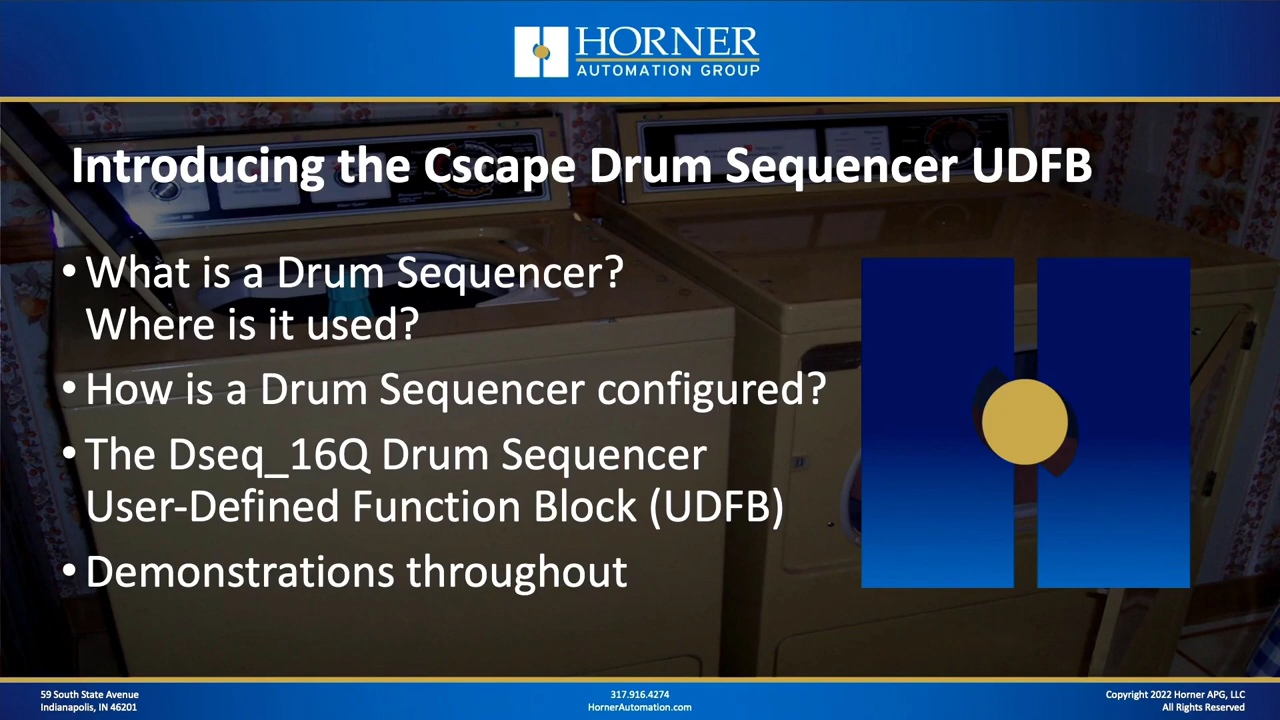 HORNER
AUTOMATION GROUP
Introducing the Cscape Drum Sequencer UDFB
• What is a Drum Sequencer?
Where is it used?
• How is a Drum Sequencer configured?
• The Dseq_16Q Drum Sequencer
User-Defined Function Block (UDFB)
• Demonstrations throughout
59 South State Avenue
Indianapolis, IN 46201
317.916.4274
HornerAutomation.com
Copyright 2022 Horner APG, LLC
All Rights Reserved